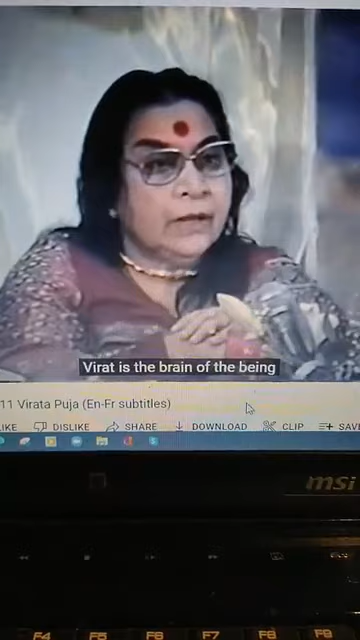 Virat is the brain of the being
11 Virata Puja (En-Fr subtitles)
IKE DISLIKE SHARE DOWNLOAD CLIP SAVE
msi
F4 F5 F6 F7 F8 F9